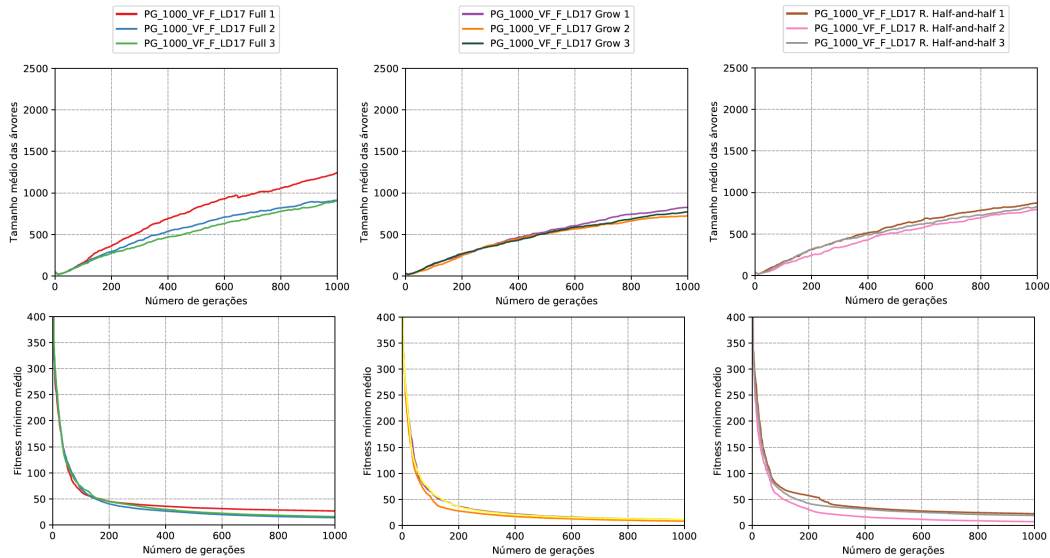 PG_1000_VF_F_LD17 Full 1
PG_1000_VF_F_LD17 Full 2
PG_1000_VF_F_LD17 Full 3
PG_1000_VF_F_LD17 Grow 1
PG_1000_VF_F_LD17 Grow 2
PG_1000_VF_F_LD17 Grow 3
PG_1000_VF_F_LD17 R. Half-and-half 1
PG_1000_VF_F_LD17 R. Half-and-half 2
PG_1000_VF_F_LD17 R. Half-and-half 3
Tamanho médio das árvores
2500
2000
1500
1000
500
0
0 200 400 600 800 1000
Número de gerações
Tamanho médio das árvores
2500
2000
1500
1000
500
0
0 200 400 600 800 1000
Número de gerações
Tamanho médio das árvores
2500
2000
1500
1000
500
0
0 200 400 600 800 1000
Número de gerações
Fitness mínimo médio
400
350
300
250
200
150
100
50
0
0 200 400 600 800 1000
Número de gerações
Fitness mínimo médio
400
350
300
250
200
150
100
50
0
0 200 400 600 800 1000
Número de gerações
Fitness mínimo médio
400
350
300
250
200
150
100
50
0
0 200 400 600 800 1000
Número de gerações